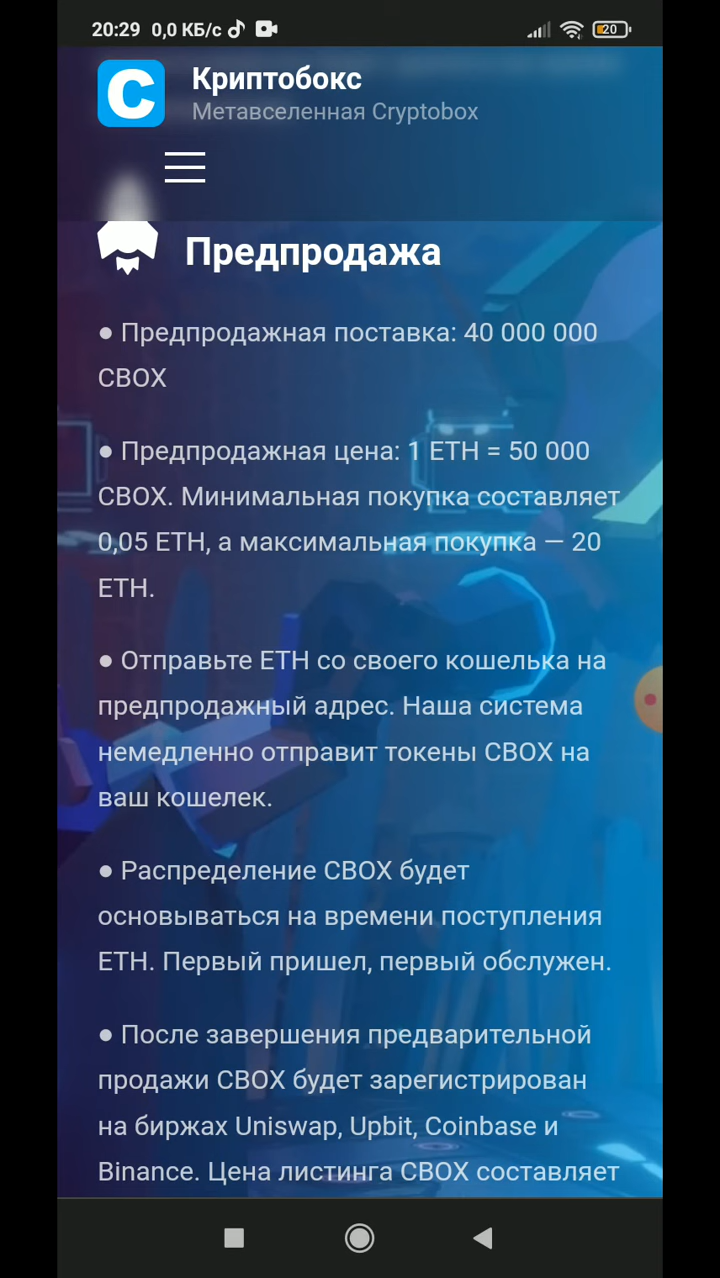 20:29 0,0 КБ/с
20
C
Криптобокс
Метавселенная Cryptobox
Предпродажа
● Предпродажная поставка: 40 000 000
CBOX
● Предпродажная цена: 1 ETH = 50 000
CBOX. Минимальная покупка составляет
0,05 ETH, а максимальная покупка — 20
ETH.
● Отправьте ETH со своего кошелька на
предпродажный адрес. Наша система
немедленно отправит токены CBOX на
ваш кошелек.
● Распределение CBOX будет
основываться на времени поступления
ETH. Первый пришел, первый обслужен.
● После завершения предварительной
продажи CBOX будет зарегистрирован
на биржах Uniswap, Upbit, Coinbase и
Binance. Цена листинга CBOX составляет